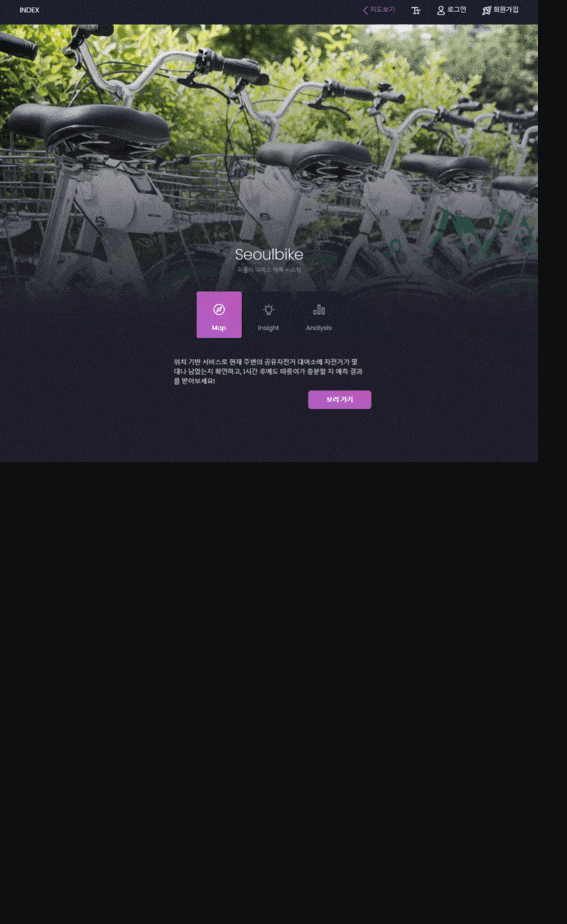 INDEX
지도보기
로그인
회원가입
Seoulbike
따릉이 대여소 예측 시스템
Map
Insight
Analysis
위치 기반 서비스로 현재 주변의 공유자전거 대여소에 자전거가 몇
대나 남았는지 확인하고, 1시간 후에도 따릉이가 충분할 지 예측 결과
를 받아보세요!
보러 가기